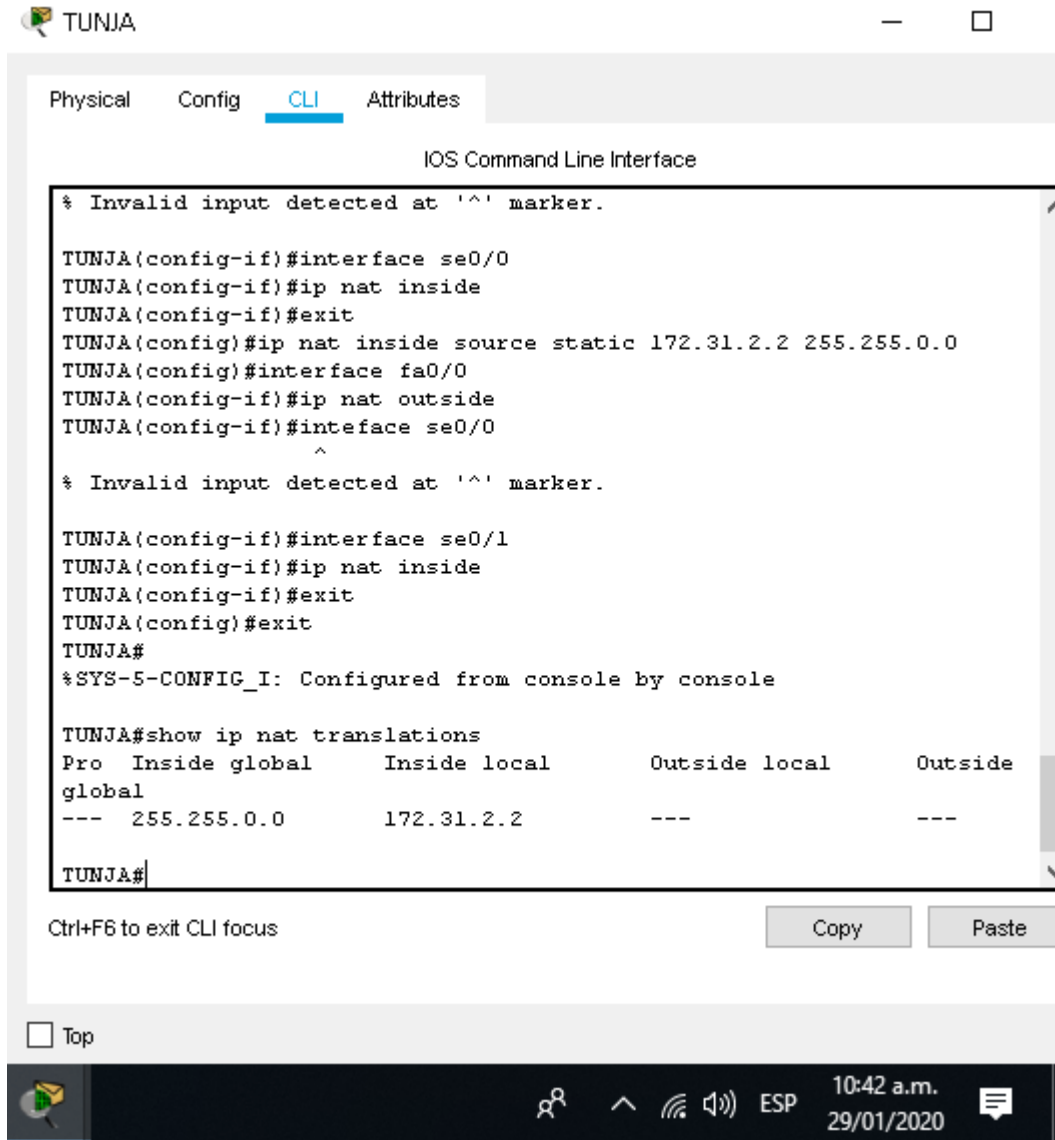 TUNJA
Physical Config CLI Attributes
IOS Command Line Interface
% Invalid input detected at '^' marker.
TUNJA(config-if)#interface se0/0
TUNJA(config-if)#ip nat inside
TUNJA(config-if)#exit
TUNJA(config)#ip nat inside source static 172.31.2.2 255.255.0.0
TUNJA(config)#interface fa0/0
TUNJA(config-if)#ip nat outside
TUNJA(config-if)#inteface se0/0
^
% Invalid input detected at '^' marker.
TUNJA(config-if)#interface se0/1
TUNJA(config-if)#ip nat inside
TUNJA(config-if)#exit
TUNJA(config)#exit
TUNJA#
%SYS-5-CONFIG_I: Configured from console by console
TUNJA#show ip nat translations
Pro Inside global Inside local Outside local Outside
global
--- 255.255.0.0 172.31.2.2 --- ---
TUNJA#
Ctrl+F6 to exit CLI focus Copy Paste
Top
ESP 10:42 a.m.
29/01/2020